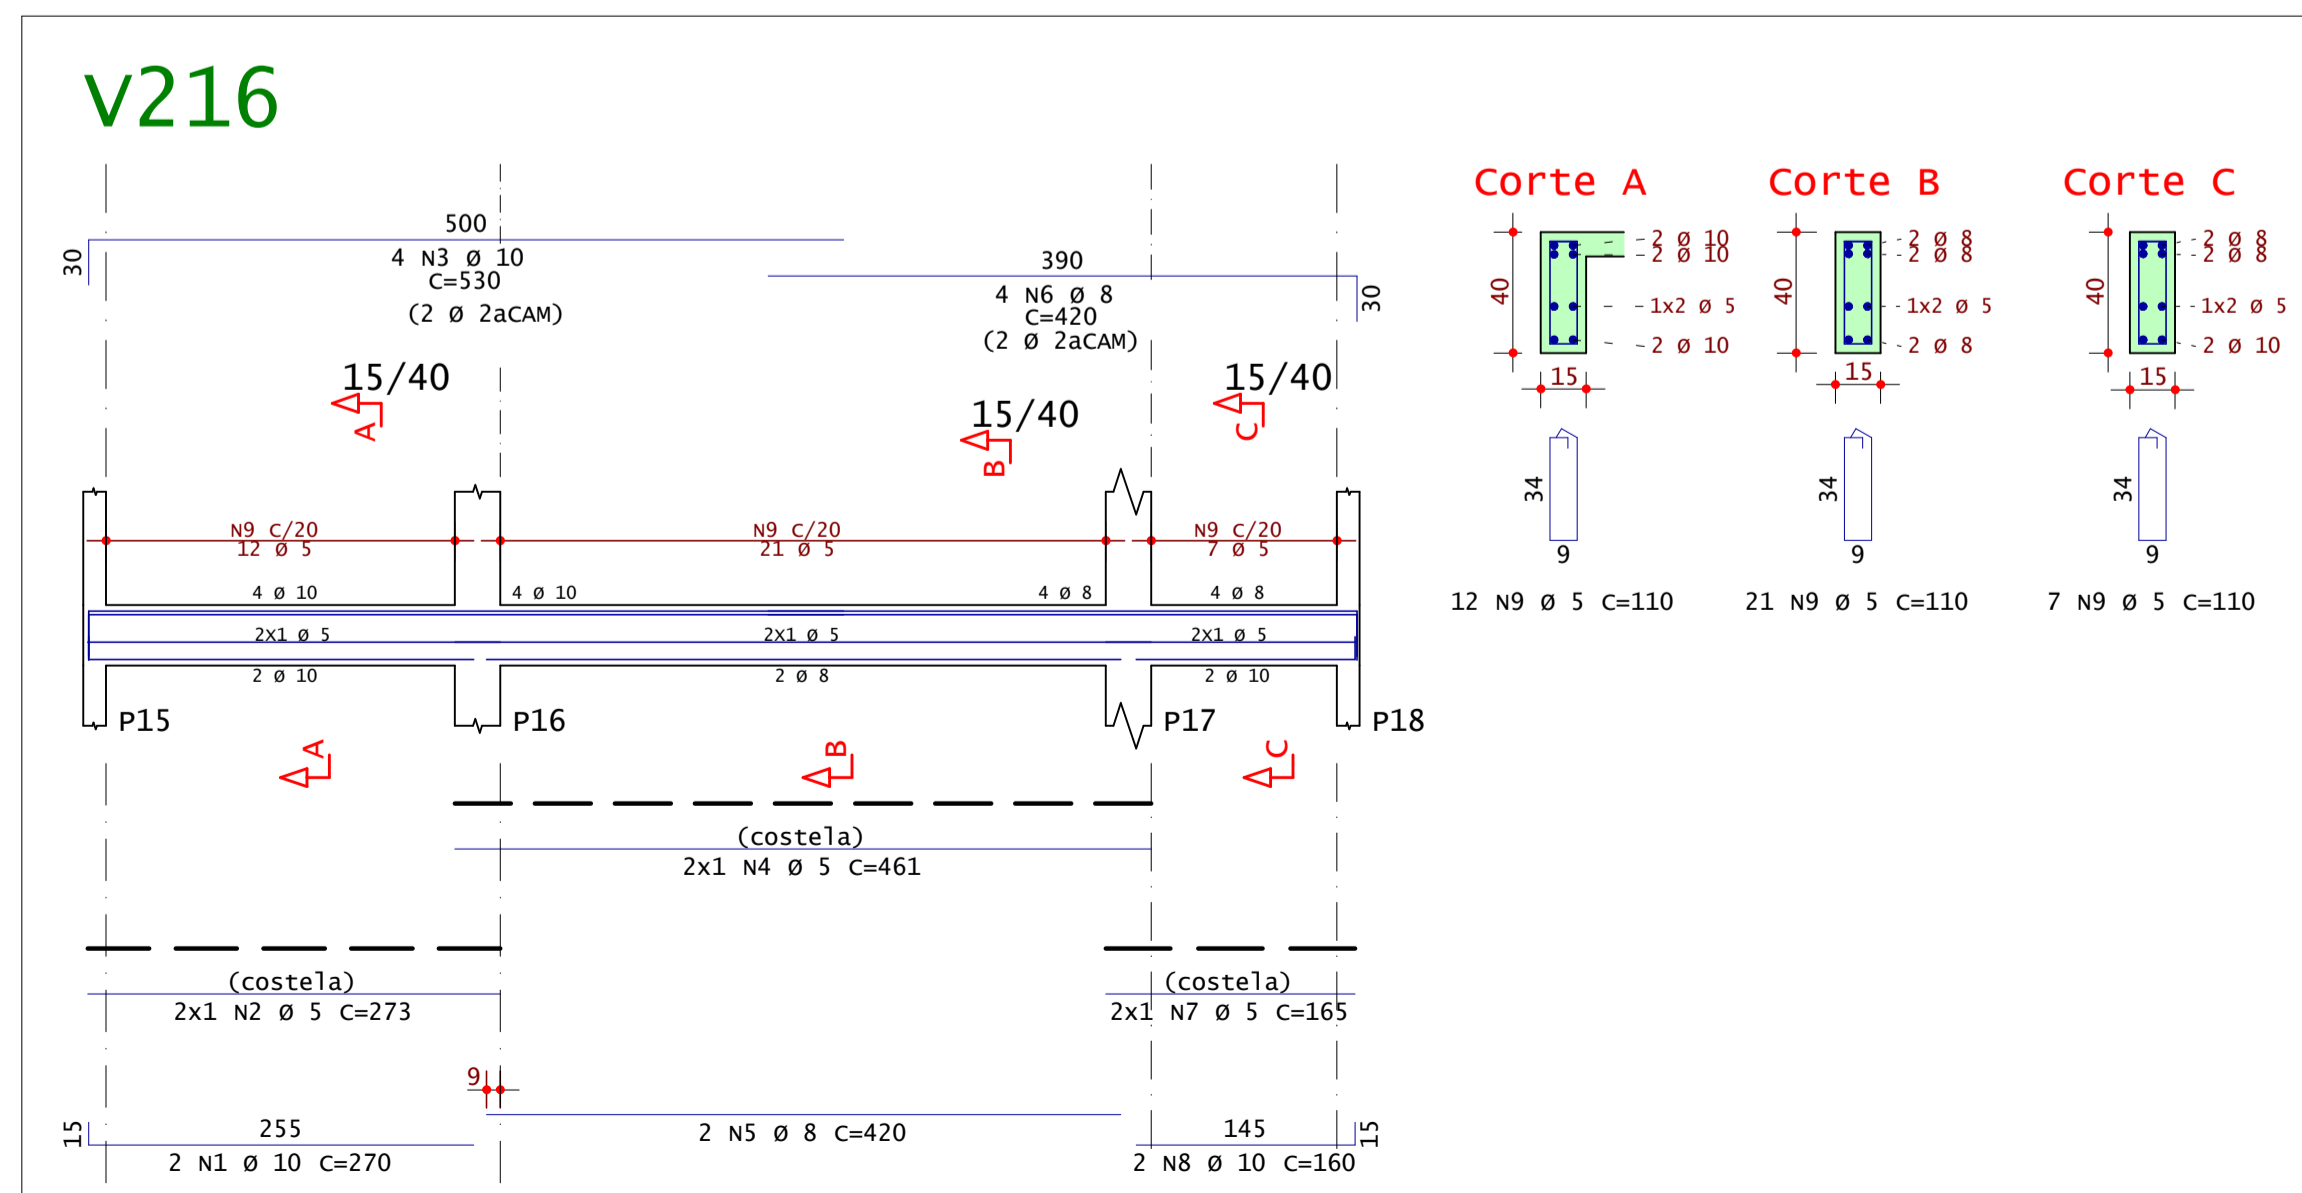 V216
500
30
4 N3 Ø 10
C=530
(2 Ø 2aCAM)
390
4 N6 Ø 8
C=420
(2 Ø 2aCAM)
30
15/40
A
15/40
B
15/40
C
N9 C/20
12 Ø 5
N9 C/20
21 Ø 5
N9 C/20
7 Ø 5
4 Ø 10
4 Ø 10
4 Ø 8
4 Ø 8
2x1 Ø 5
2x1 Ø 5
2x1 Ø 5
2 Ø 10
2 Ø 8
2 Ø 10
P15
P16
P17
P18
A
B
C
(costela)
2x1 N4 Ø 5 C=461
(costela)
2x1 N2 Ø 5 C=273
(costela)
2x1 N7 Ø 5 C=165
9
15
255
2 N1 Ø 10 C=270
2 N5 Ø 8 C=420
145
15
2 N8 Ø 10 C=160
Corte A
2 Ø 10
2 Ø 10
40
1x2 Ø 5
2 Ø 10
15
34
9
12 N9 Ø 5 C=110
Corte B
2 Ø 8
2 Ø 8
40
1x2 Ø 5
2 Ø 8
15
34
9
21 N9 Ø 5 C=110
Corte C
2 Ø 8
2 Ø 8
40
1x2 Ø 5
2 Ø 10
15
34
9
7 N9 Ø 5 C=110